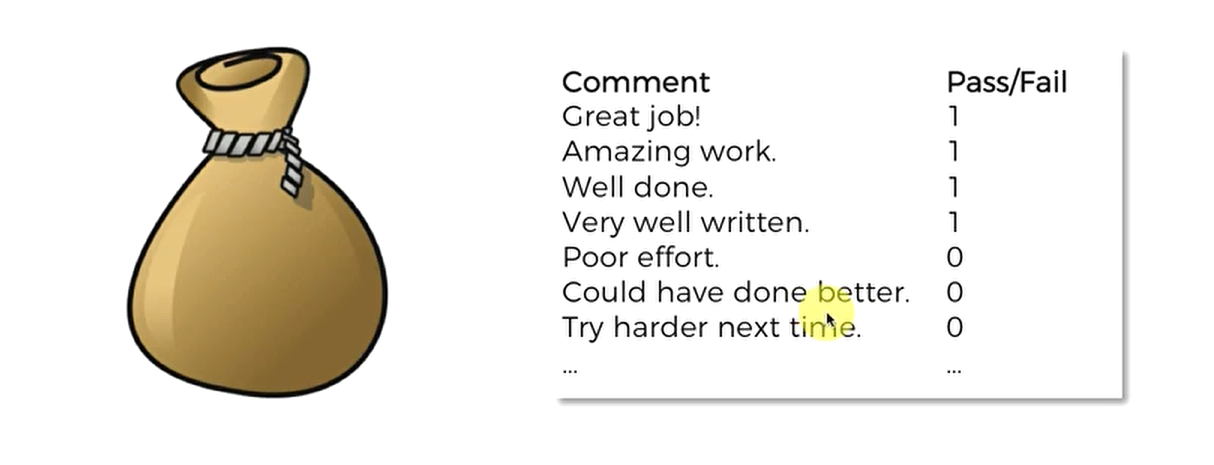 Comment Pass/Fail
Great job! 1
Amazing work. 1
Well done. 1
Very well written. 1
Poor effort. 0
Could have done better. 0
Try harder next time. 0
... ...